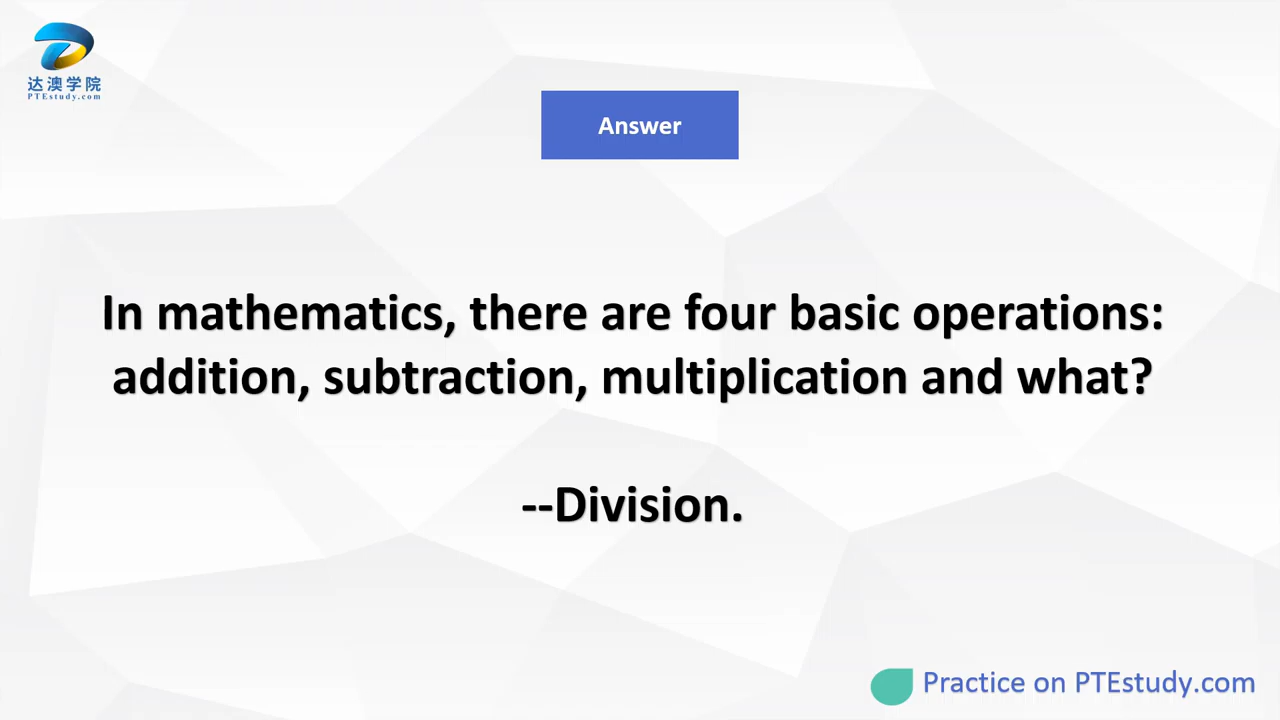 达澳学院
PTEstudy.com
Answer
In mathematics, there are four basic operations:
addition, subtraction, multiplication and what?
--Division.
Practice on PTEstudy.com